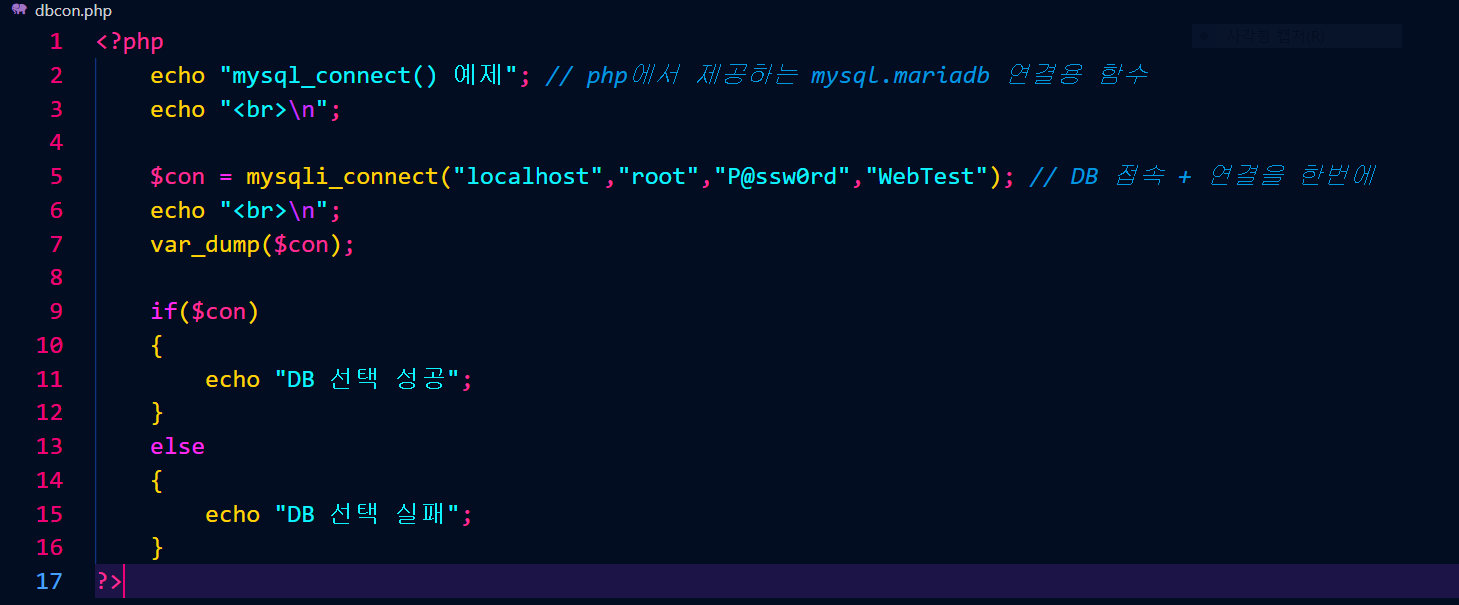 dbcon.php
1 <?php
2 echo "mysql_connect() 예제"; // php에서 제공하는 mysql.mariadb 연결용 함수
3 echo "<br>\n";
4
5 $con = mysqli_connect("localhost","root","P@ssw0rd","WebTest"); // DB 접속 + 연결을 한번에
6 echo "<br>\n";
7 var_dump($con);
8
9 if($con)
10 {
11 echo "DB 선택 성공";
12 }
13 else
14 {
15 echo "DB 선택 실패";
16 }
17 ?>